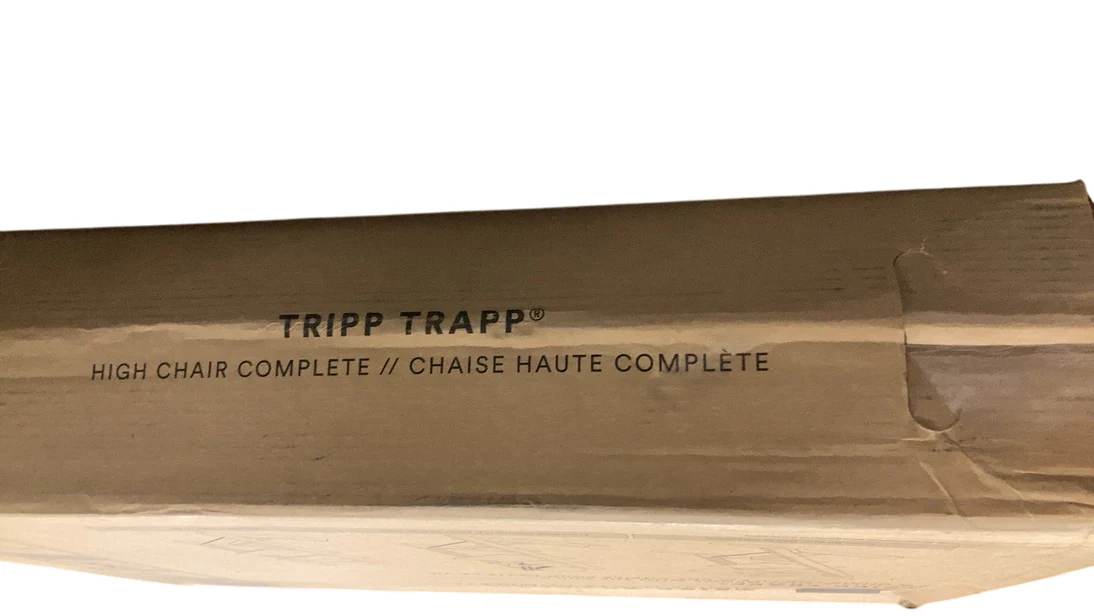 TRIPP TRAPP®
HIGH CHAIR COMPLETE // CHAISE HAUTE COMPLÈTE